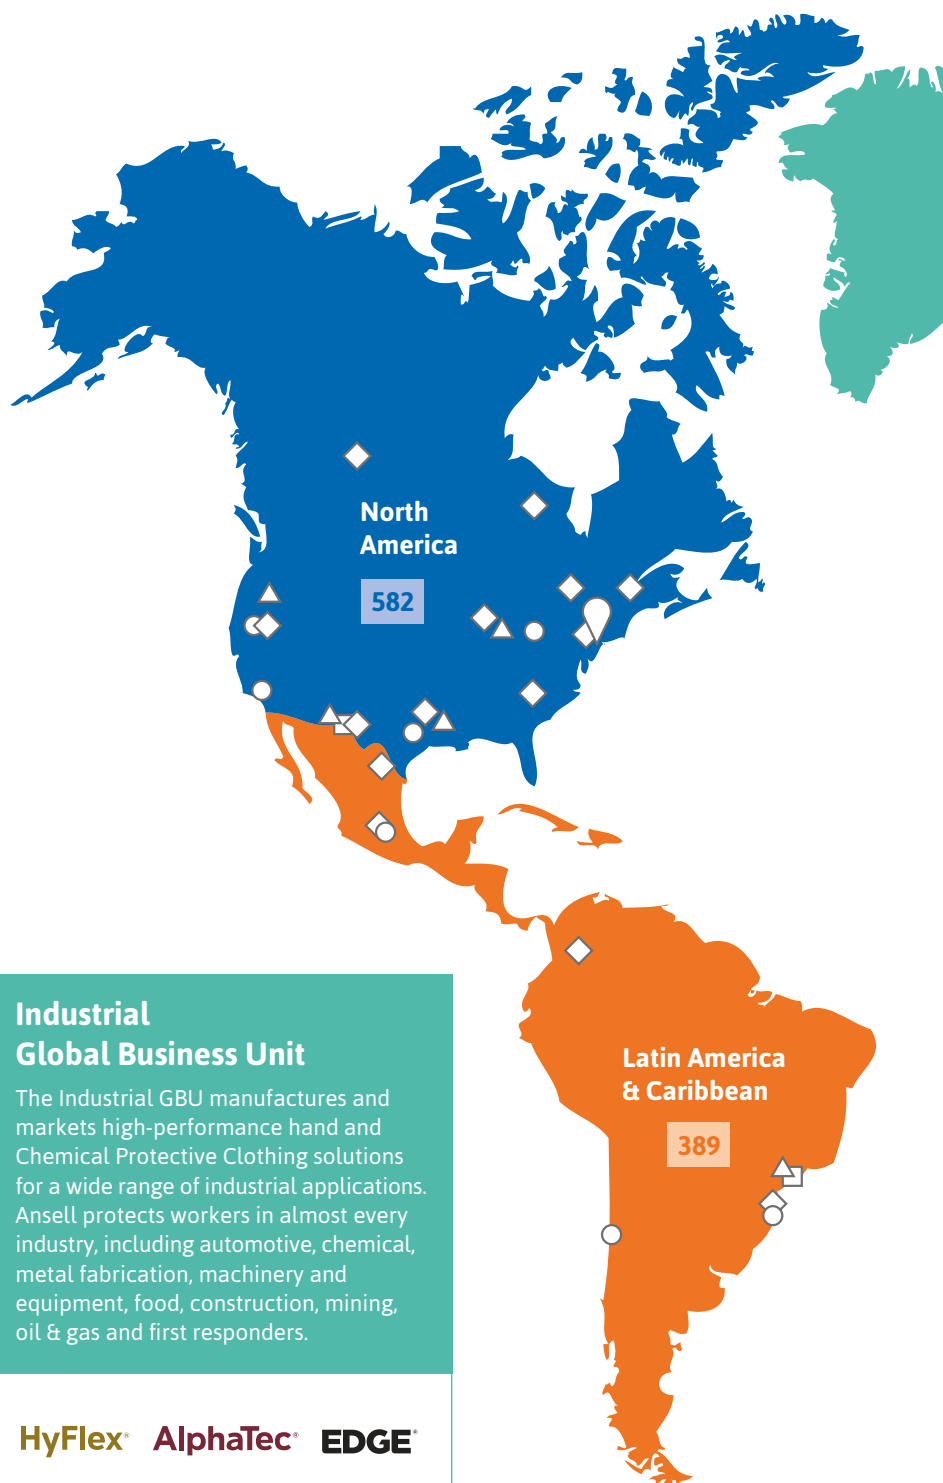 North
America
582
Latin America
& Caribbean
389
Industrial
Global Business Unit
The Industrial GBU manufactures and
markets high-performance hand and
Chemical Protective Clothing solutions
for a wide range of industrial applications.
Ansell protects workers in almost every
industry, including automotive, chemical,
metal fabrication, machinery and
equipment, food, construction, mining,
oil & gas and first responders.
HyFlex® AlphaTec® EDGE®